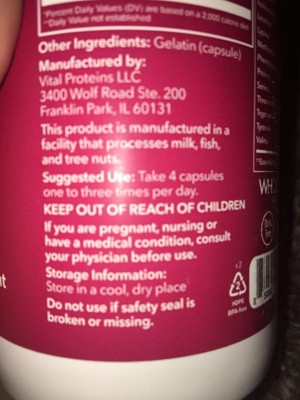 *Percent Daily Values (DV) are based on a 2,000 calorie diet
**Daily Value not established
Other Ingredients: Gelatin (capsule)
Manufactured by:
Vital Proteins LLC
3400 Wolf Road Ste. 200
Franklin Park, IL 60131
This product is manufactured in a
facility that processes milk, fish,
and tree nuts.
Suggested Use: Take 4 capsules
one to three times per day.
KEEP OUT OF REACH OF CHILDREN
If you are pregnant, nursing or
have a medical condition, consult
your physician before use.
Storage Information:
Store in a cool, dry place
Do not use if safety seal is
broken or missing.
2
HDPE
BPA free